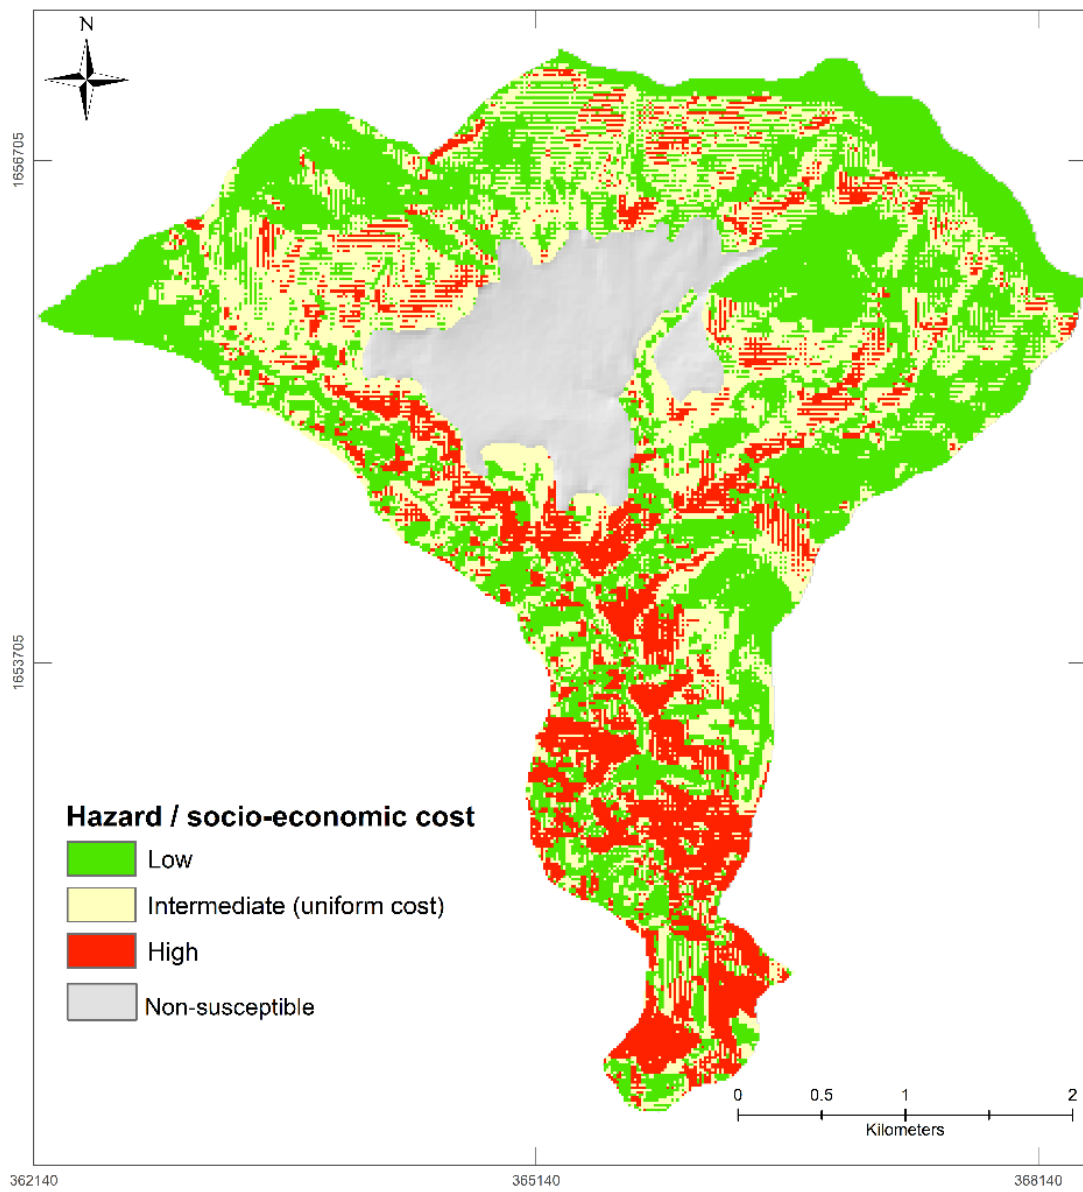 N
1656705
1653705
Hazard / socio-economic cost
Low
Intermediate (uniform cost)
High
Non-susceptible
0 0.5 1 2
Kilometers
362140 365140 368140